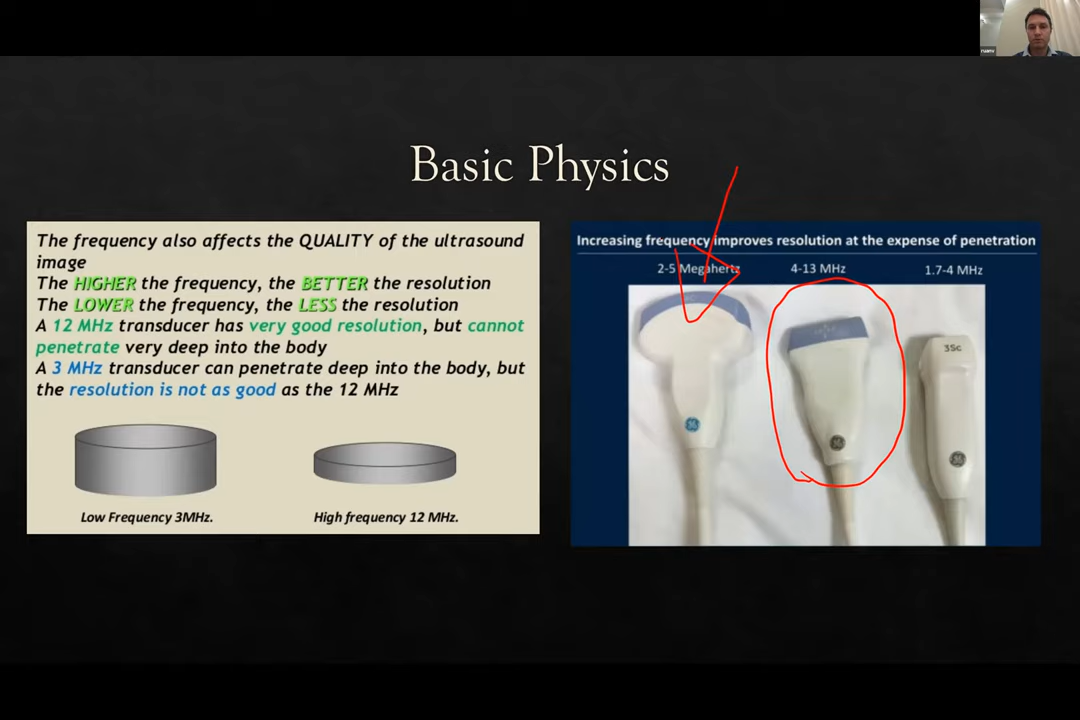 Basic Physics
The frequency also affects the QUALITY of the ultrasound
image
The HIGHER the frequency, the BETTER the resolution
The LOWER the frequency, the LESS the resolution
A 12 MHz transducer has very good resolution, but cannot
penetrate very deep into the body
A 3 MHz transducer can penetrate deep into the body, but
the resolution is not as good as the 12 MHz
Low Frequency 3MHz.
High frequency 12 MHz.
Increasing frequency improves resolution at the expense of penetration
2-5 Megahertz
4-13 MHz
1.7-4 MHz
3Sc